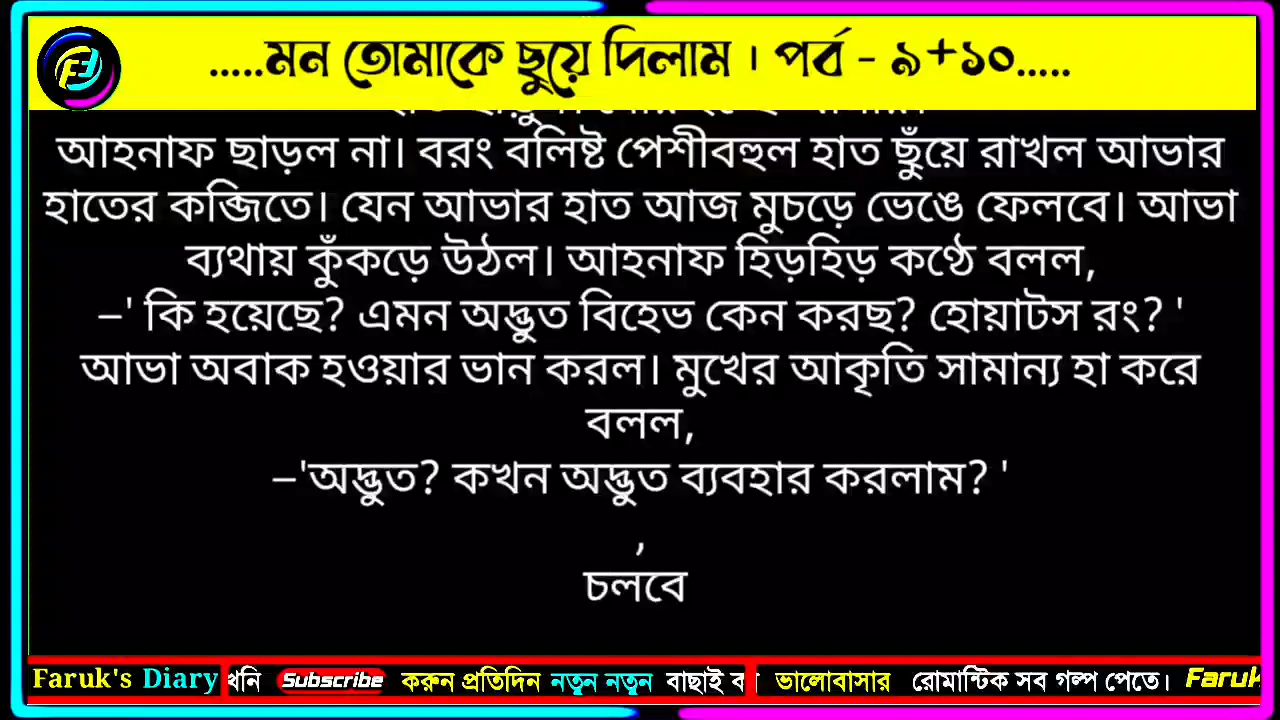 .....মন তোমাকে ছুয়ে দিলাম । পর্ব - ৯+১০.....
আহনাফ ছাড়ল না। বরং বলিষ্ট পেশীবহুল হাত ছুঁয়ে রাখল আভার
হাতের কব্জিতে। যেন আভার হাত আজ মুচড়ে ভেঙে ফেলবে। আভা
ব্যথায় কুঁকড়ে উঠল। আহনাফ হিড়হিড় কণ্ঠে বলল,
–' কি হয়েছে? এমন অদ্ভুত বিহেভ কেন করছ? হোয়াটস রং? '
আভা অবাক হওয়ার ভান করল। মুখের আকৃতি সামান্য হা করে
বলল,
–'অদ্ভুত? কখন অদ্ভুত ব্যবহার করলাম? '
,
চলবে
Faruk's Diary খনি Subscribe করুন প্রতিদিন নতুন নতুন বাছাই ভালোবাসার রোমান্টিক সব গল্প পেতে। Faruk